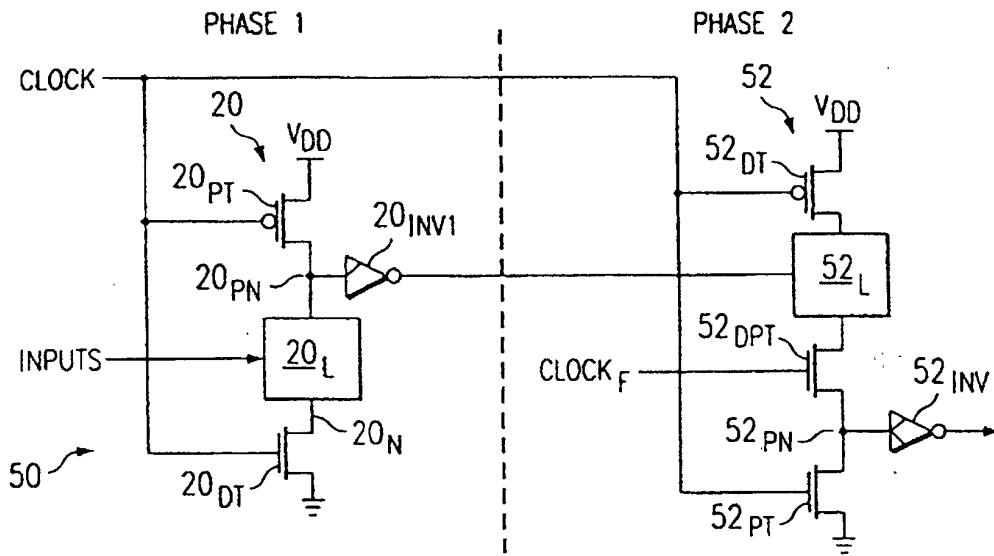 PHASE 1
PHASE 2
CLOCK
20
52
VDD
VDD
20PT
52DT
20INV1
20PN
52L
INPUTS
20L
52DPT
CLOCKF
52INV
20N
52PN
50
20DT
52PT